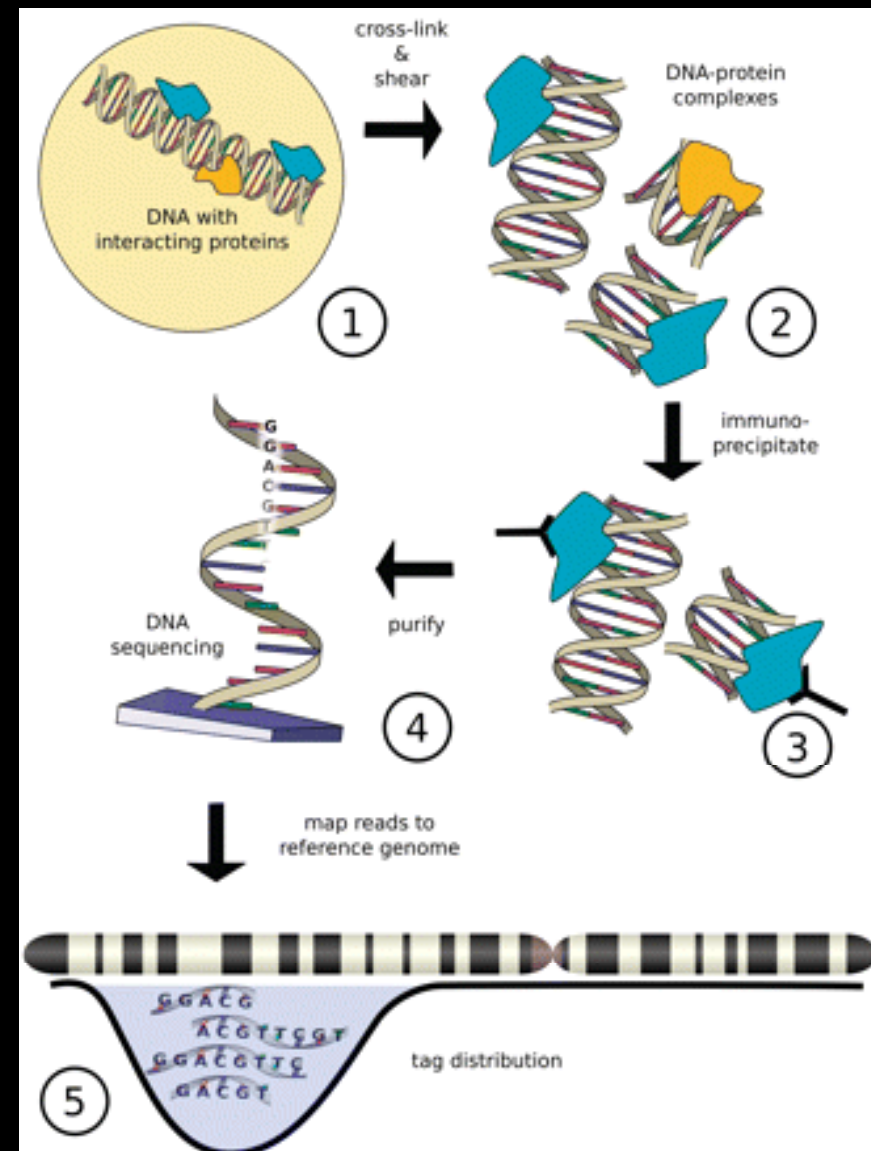 cross-link
&
shear
DNA-protein
complexes
DNA with
interacting proteins
1
2
immuno-
precipitate
G
G
A
C
G
T
DNA
sequencing
purify
4
3
map reads to
reference genome
GGACG
ACGTTCGT
GGACGTTC
GACGT
tag distribution
5